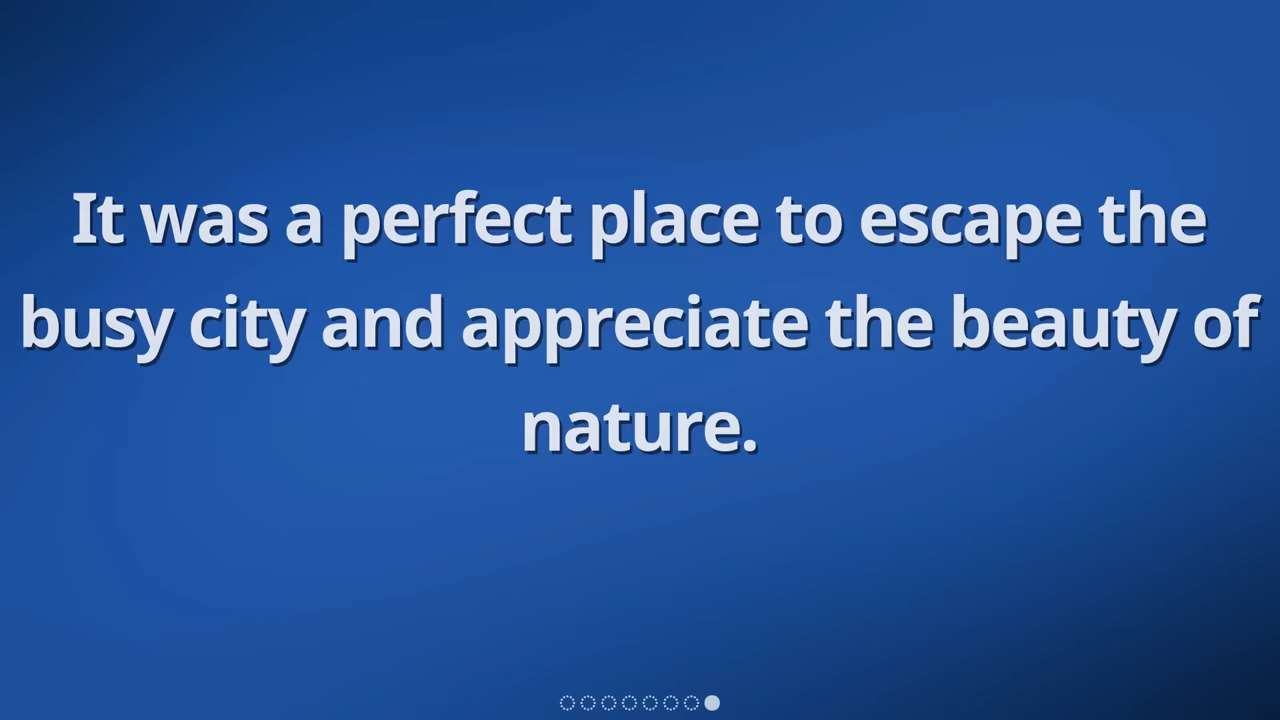 It was a perfect place to escape the
busy city and appreciate the beauty of
nature.